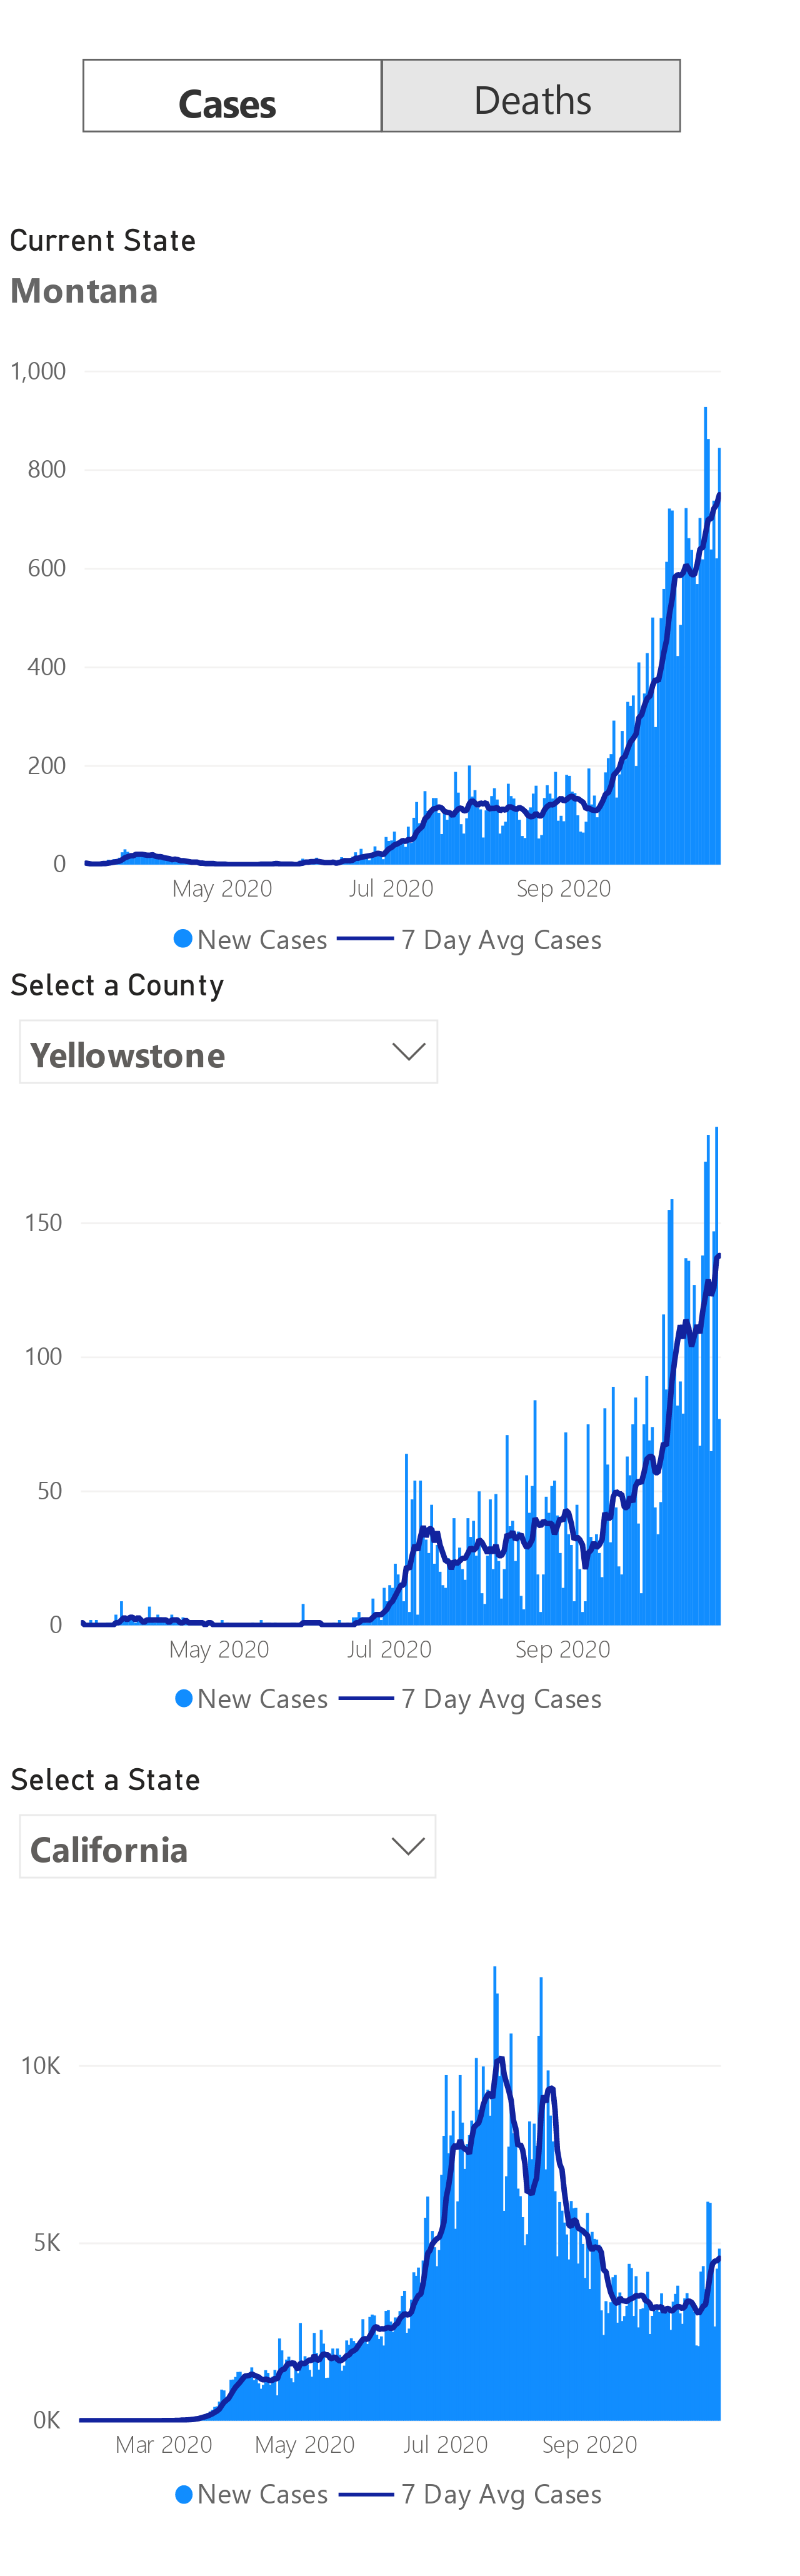 Cases Deaths
Current State
Montana
1,000
800
600
400
200
0
May 2020 Jul 2020 Sep 2020
New Cases 7 Day Avg Cases
Select a County
Yellowstone
150
100
50
0
May 2020 Jul 2020 Sep 2020
New Cases 7 Day Avg Cases
Select a State
California
10K
5K
0K
Mar 2020 May 2020 Jul 2020 Sep 2020
New Cases 7 Day Avg Cases